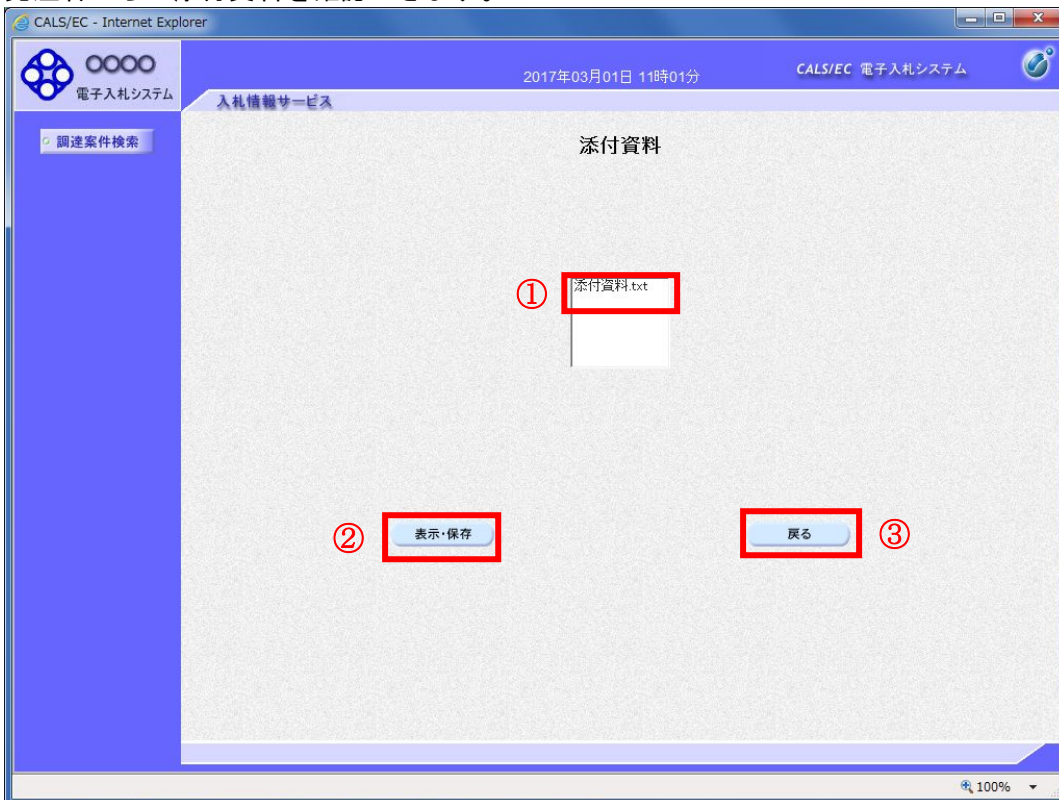 CALS/EC - Internet Explorer
OOOO
電子入札システム
2017年03月01日 11時01分
CALS/EC 電子入札システム
入札情報サービス
調達案件検索
添付資料
① 添付資料.txt
② 表示・保存
戻る ③
100%